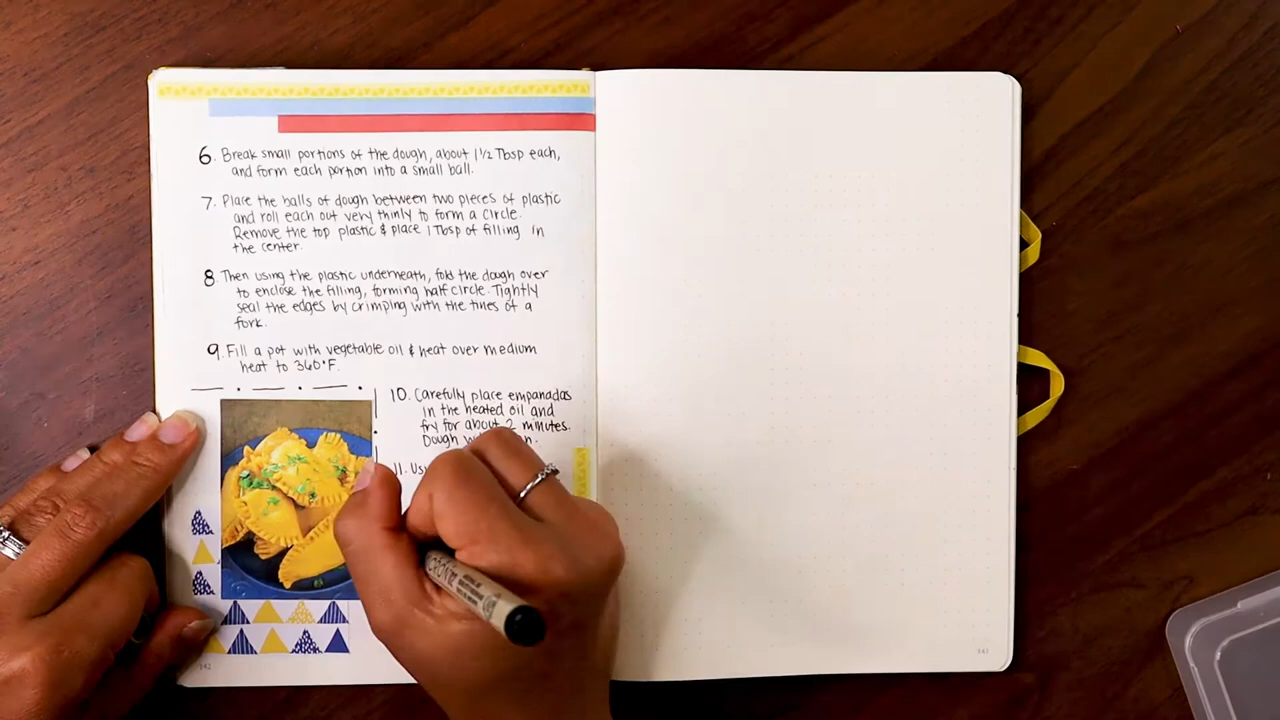 6. Break small portions of the dough, about 1 1/2 Tbsp each,
and form each portion into a small ball.
7. Place the balls of dough between two pieces of plastic
and roll each out very thinly to form a circle.
Remove the top plastic & place 1 Tbsp of filling in
the center.
8. Then using the plastic underneath, fold the dough over
to enclose the filling, forming half circle. Tightly
seal the edges by crimping with the tines of a
fork.
9. Fill a pot with vegetable oil & heat over medium
heat to 360°F.
10. Carefully place empanadas
in the heated oil and
fry for about 2 minutes.
Dough
11.
142
143